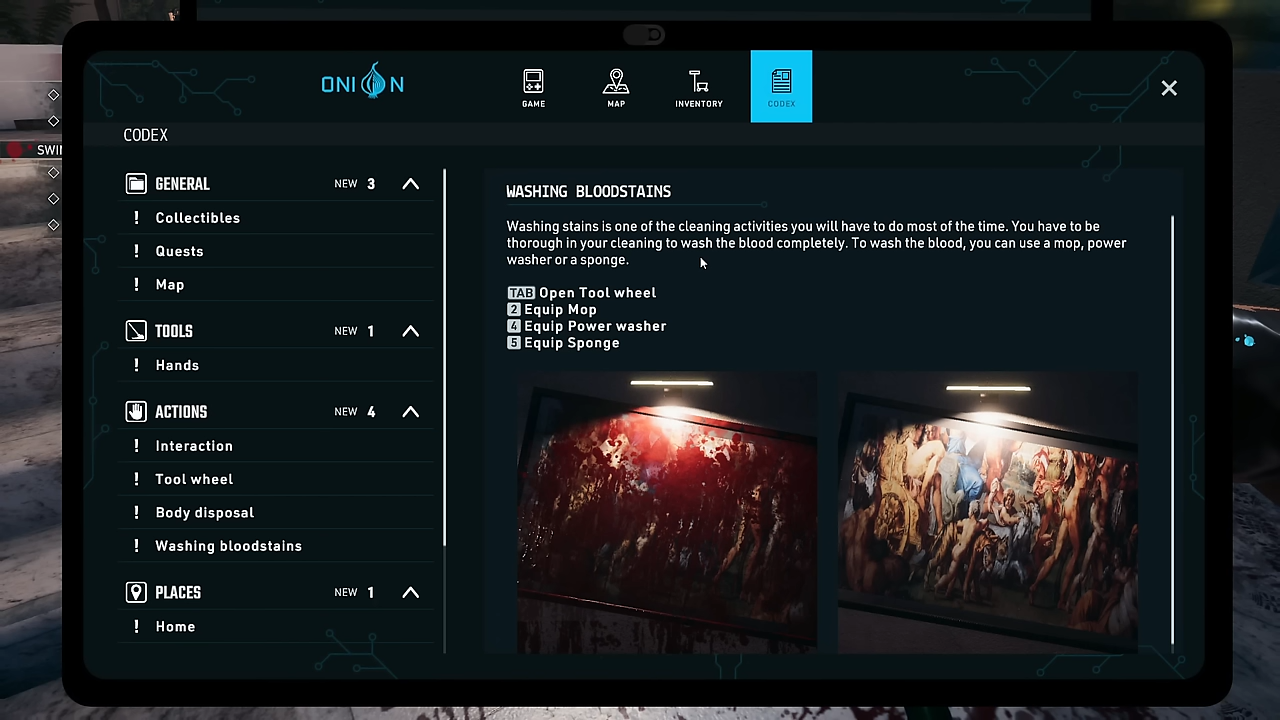 ONION
GAME
MAP
INVENTORY
CODEX
CODEX
GENERAL NEW 3
! Collectibles
! Quests
! Map
TOOLS NEW 1
! Hands
ACTIONS NEW 4
! Interaction
! Tool wheel
! Body disposal
! Washing bloodstains
PLACES NEW 1
! Home
WASHING BLOODSTAINS
Washing stains is one of the cleaning activities you will have to do most of the time. You have to be
thorough in your cleaning to wash the blood completely. To wash the blood, you can use a mop, power
washer or a sponge.
TAB Open Tool wheel
2 Equip Mop
4 Equip Power washer
5 Equip Sponge